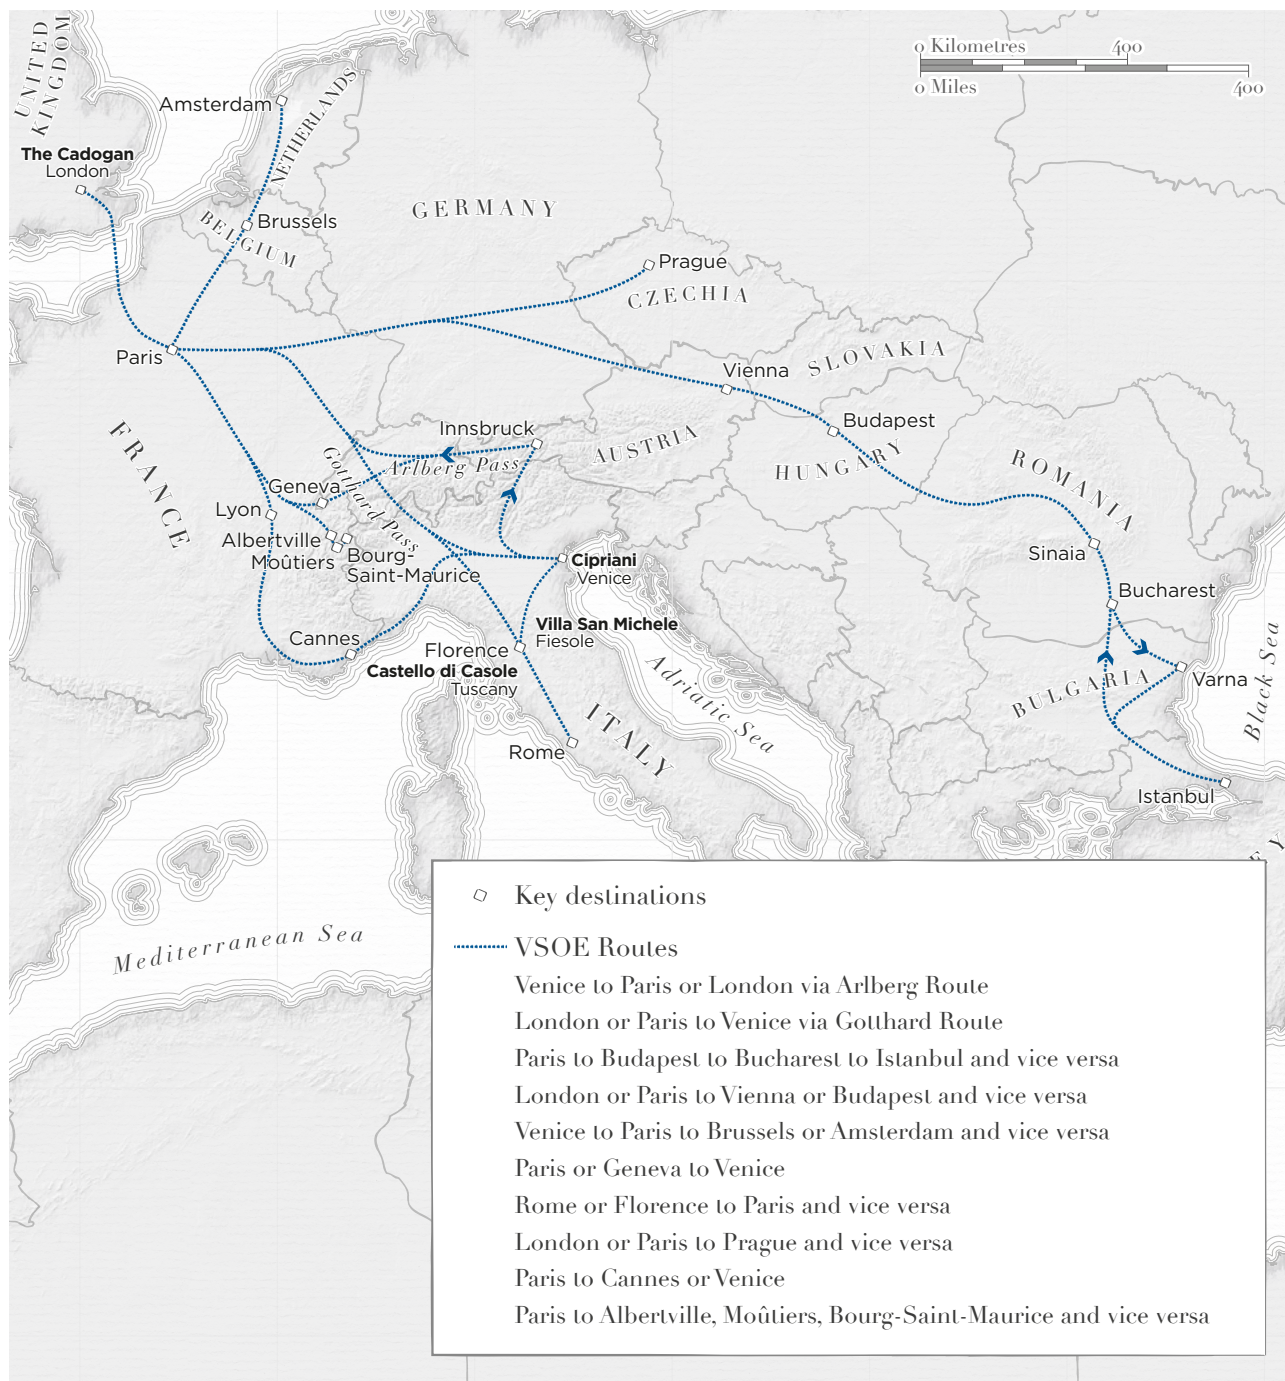 UNITED
KINGDOM
0 Kilometres 400
0 Miles 400
Amsterdam
NETHERLANDS
The Cadogan
London
GERMANY
Brussels
BELGIUM
Prague
CZECHIA
Paris
SLOVAKIA
Vienna
Budapest
FRANCE
Innsbruck
AUSTRIA
HUNGARY
ROMANIA
Arlberg Pass
Gotthard Pass
Geneva
Lyon
Albertville
Moûtiers
Bourg-
Saint-Maurice
Sinaia
Cipriani
Venice
Bucharest
Villa San Michele
Fiesole
Cannes
Florence
Castello di Casole
Tuscany
Adriatic Sea
BULGARIA
Varna
Black Sea
ITALY
Rome
Istanbul
EY
Mediterranean Sea
Key destinations
VSOE Routes
Venice to Paris or London via Arlberg Route
London or Paris to Venice via Gotthard Route
Paris to Budapest to Bucharest to Istanbul and vice versa
London or Paris to Vienna or Budapest and vice versa
Venice to Paris to Brussels or Amsterdam and vice versa
Paris or Geneva to Venice
Rome or Florence to Paris and vice versa
London or Paris to Prague and vice versa
Paris to Cannes or Venice
Paris to Albertville, Moûtiers, Bourg-Saint-Maurice and vice versa